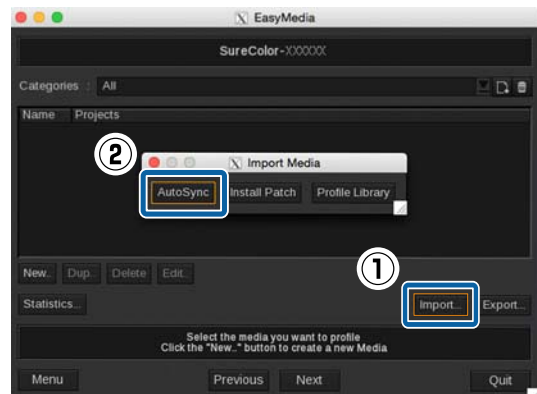 EasyMedia
SureColor-XXXXXX
Categories : All
Name Projects
②
Import Media
AutoSync Install Patch Profile Library
New.. Dup.. Delete Edit..
①
Statistics... Import... Export...
Select the media you want to profile
Click the "New.." button to create a new Media
Menu Previous Next Quit